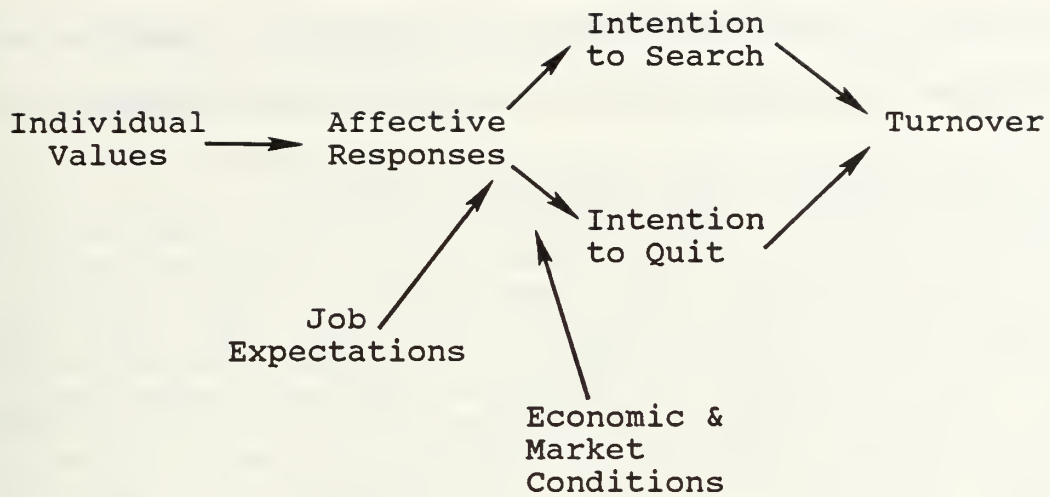 Intention
to Search
Individual
Values
Affective
Responses
Turnover
Intention
to Quit
Job
Expectations
Economic &
Market
Conditions